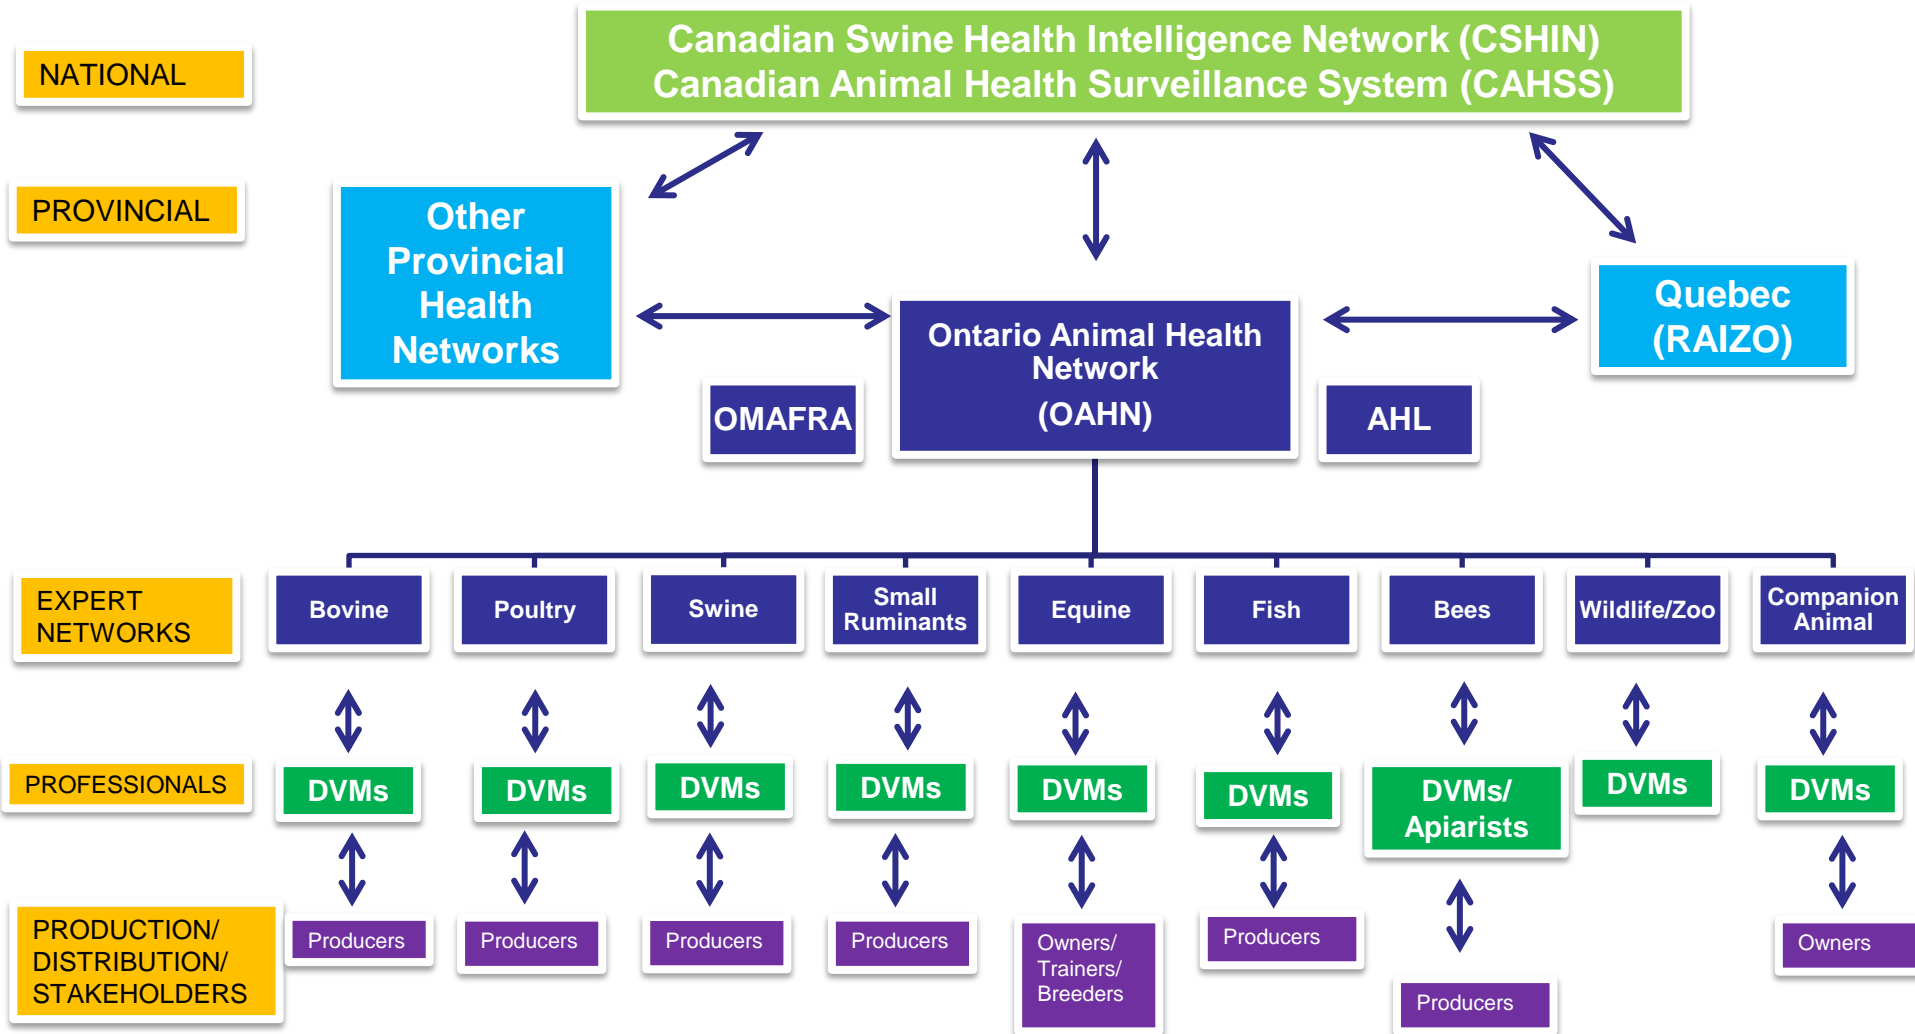 Canadian Swine Health Intelligence Network (CSHIN)
Canadian Animal Health Surveillance System (CAHSS)
NATIONAL
PROVINCIAL
Other
Provincial
Health
Networks
Ontario Animal Health
Network
(OAHN)
Quebec
(RAIZO)
OMAFRA
AHL
EXPERT
NETWORKS
Bovine
Poultry
Swine
Small
Ruminants
Equine
Fish
Bees
Wildlife/Zoo
Companion
Animal
PROFESSIONALS
DVMs
DVMs
DVMs
DVMs
DVMs
DVMs
DVMs/
Apiarists
DVMs
DVMs
PRODUCTION/
DISTRIBUTION/
STAKEHOLDERS
Producers
Producers
Producers
Producers
Owners/
Trainers/
Breeders
Producers
Producers
Owners